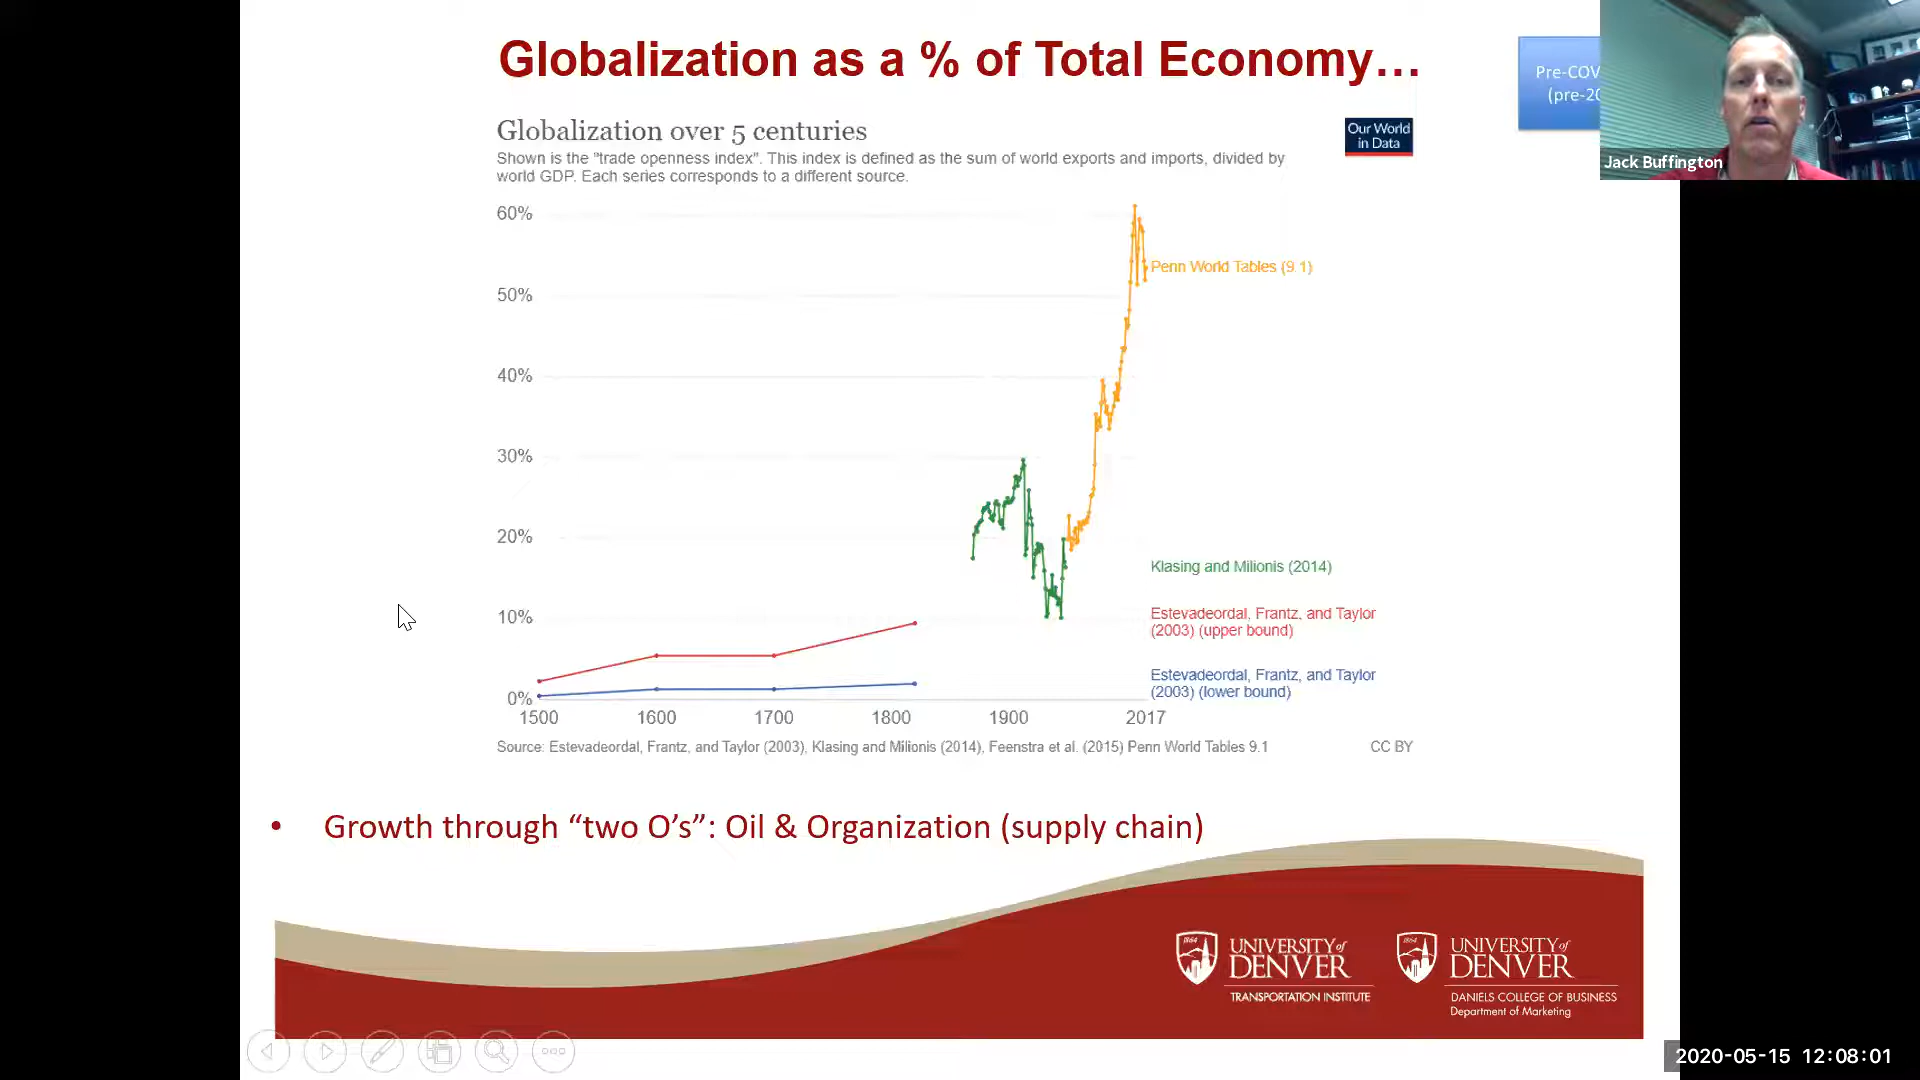 Globalization as a % of Total Economy...
Pre-COV
(pre-20
Jack Buffington
Globalization over 5 centuries
Our World
in Data
Shown is the "trade openness index". This index is defined as the sum of world exports and imports, divided by
world GDP. Each series corresponds to a different source.
60%
50%
40%
30%
20%
10%
0%
Penn World Tables (9.1)
Klasing and Milionis (2014)
Estevadeordal, Frantz, and Taylor
(2003) (upper bound)
Estevadeordal, Frantz, and Taylor
(2003) (lower bound)
1500 1600 1700 1800 1900 2017
Source: Estevadeordal, Frantz, and Taylor (2003), Klasing and Milionis (2014), Feenstra et al. (2015) Penn World Tables 9.1 CC BY
• Growth through “two O’s”: Oil & Organization (supply chain)
1864
UNIVERSITY of
DENVER
TRANSPORTATION INSTITUTE
1864
UNIVERSITY of
DENVER
DANIELS COLLEGE OF BUSINESS
Department of Marketing
2020-05-15 12:08:01